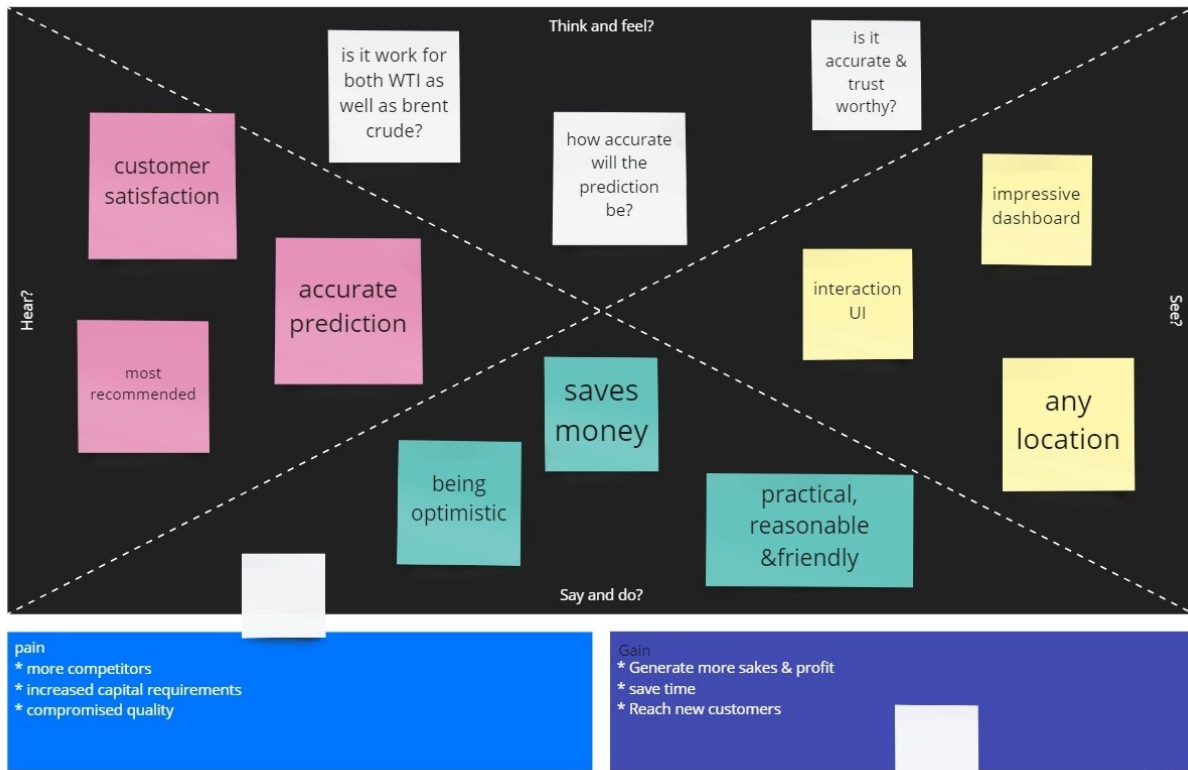 Think and feel?
is it work for
both WTI as
well as brent
crude?
how accurate
will the
prediction
be?
is it
accurate &
trust
worthy?
Hear?
customer
satisfaction
accurate
prediction
most
recommended
See?
impressive
dashboard
interaction
UI
any
location
saves
money
being
optimistic
practical,
reasonable
&friendly
Say and do?
pain
* more competitors
* increased capital requirements
* compromised quality
Gain
* Generate more sakes & profit
* save time
* Reach new customers